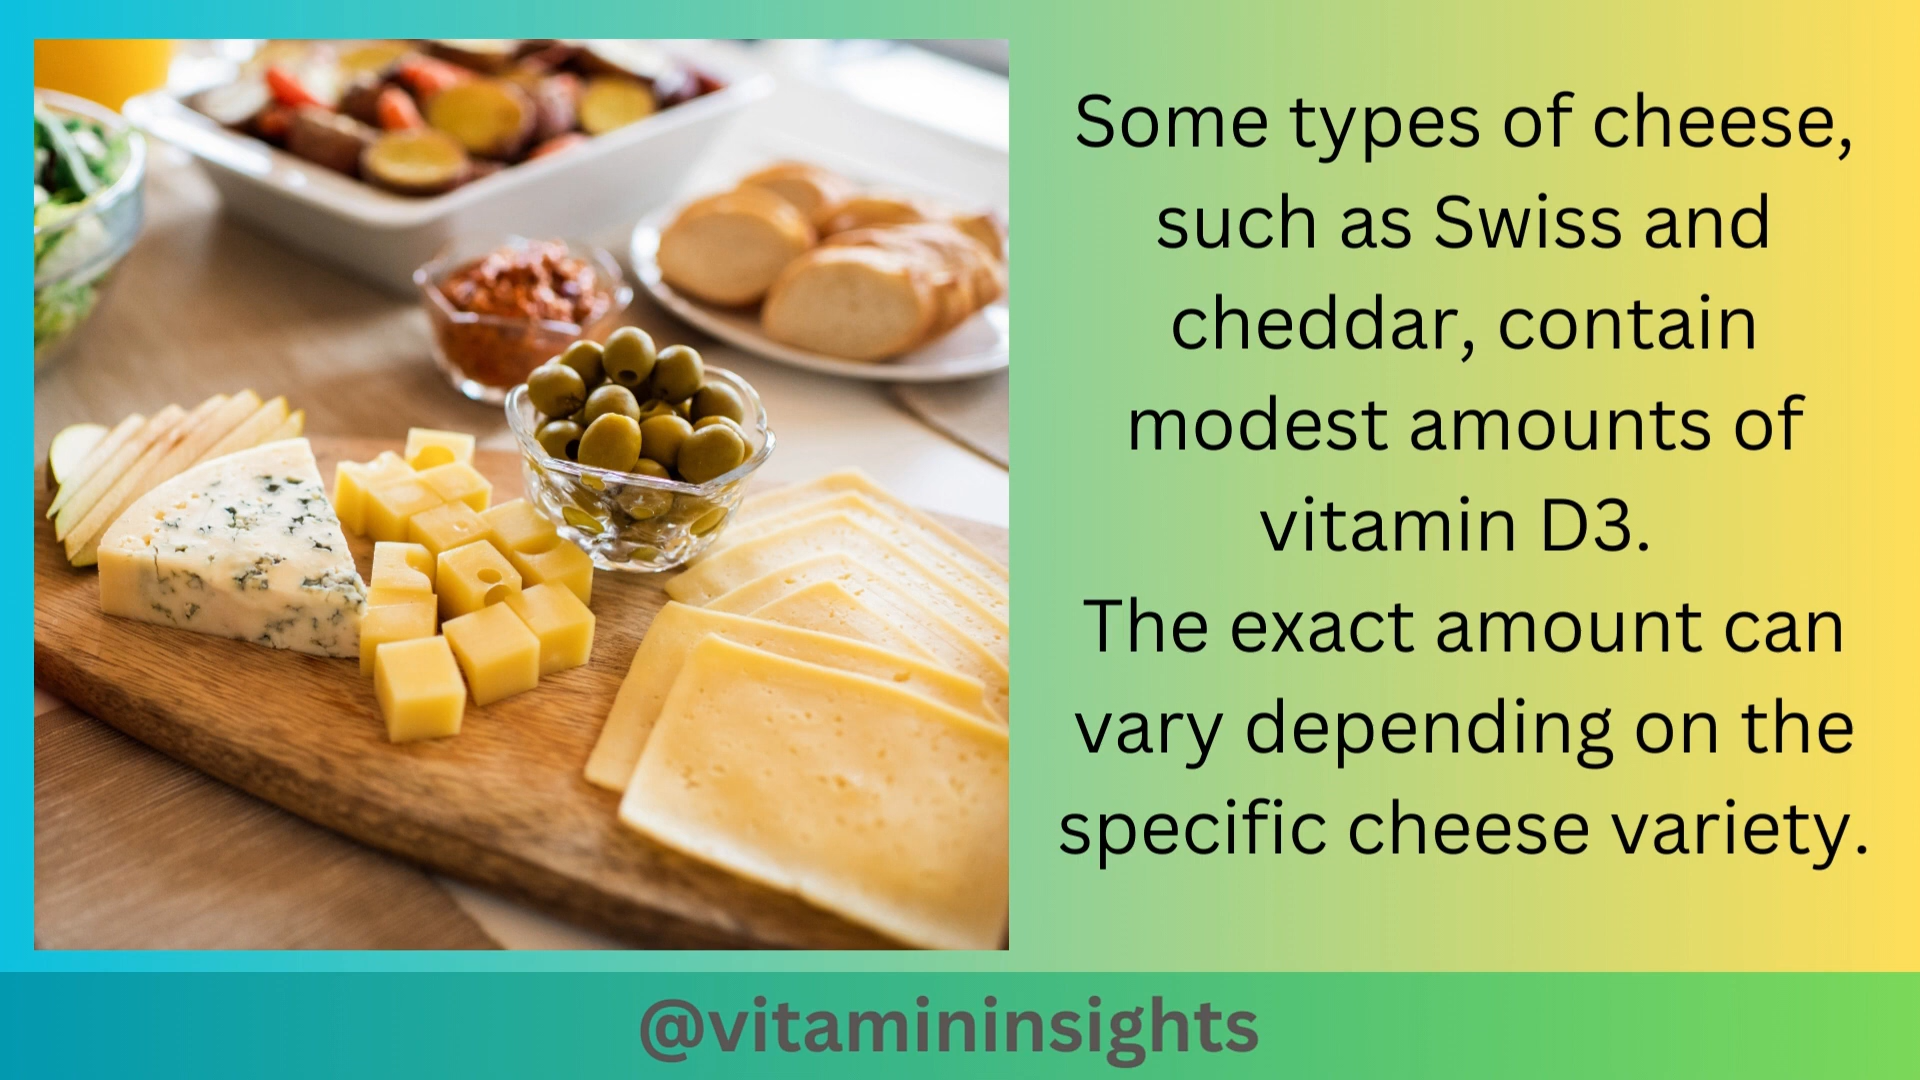 Some types of cheese,
such as Swiss and
cheddar, contain
modest amounts of
vitamin D3.
The exact amount can
vary depending on the
specific cheese variety.
@vitamininsights